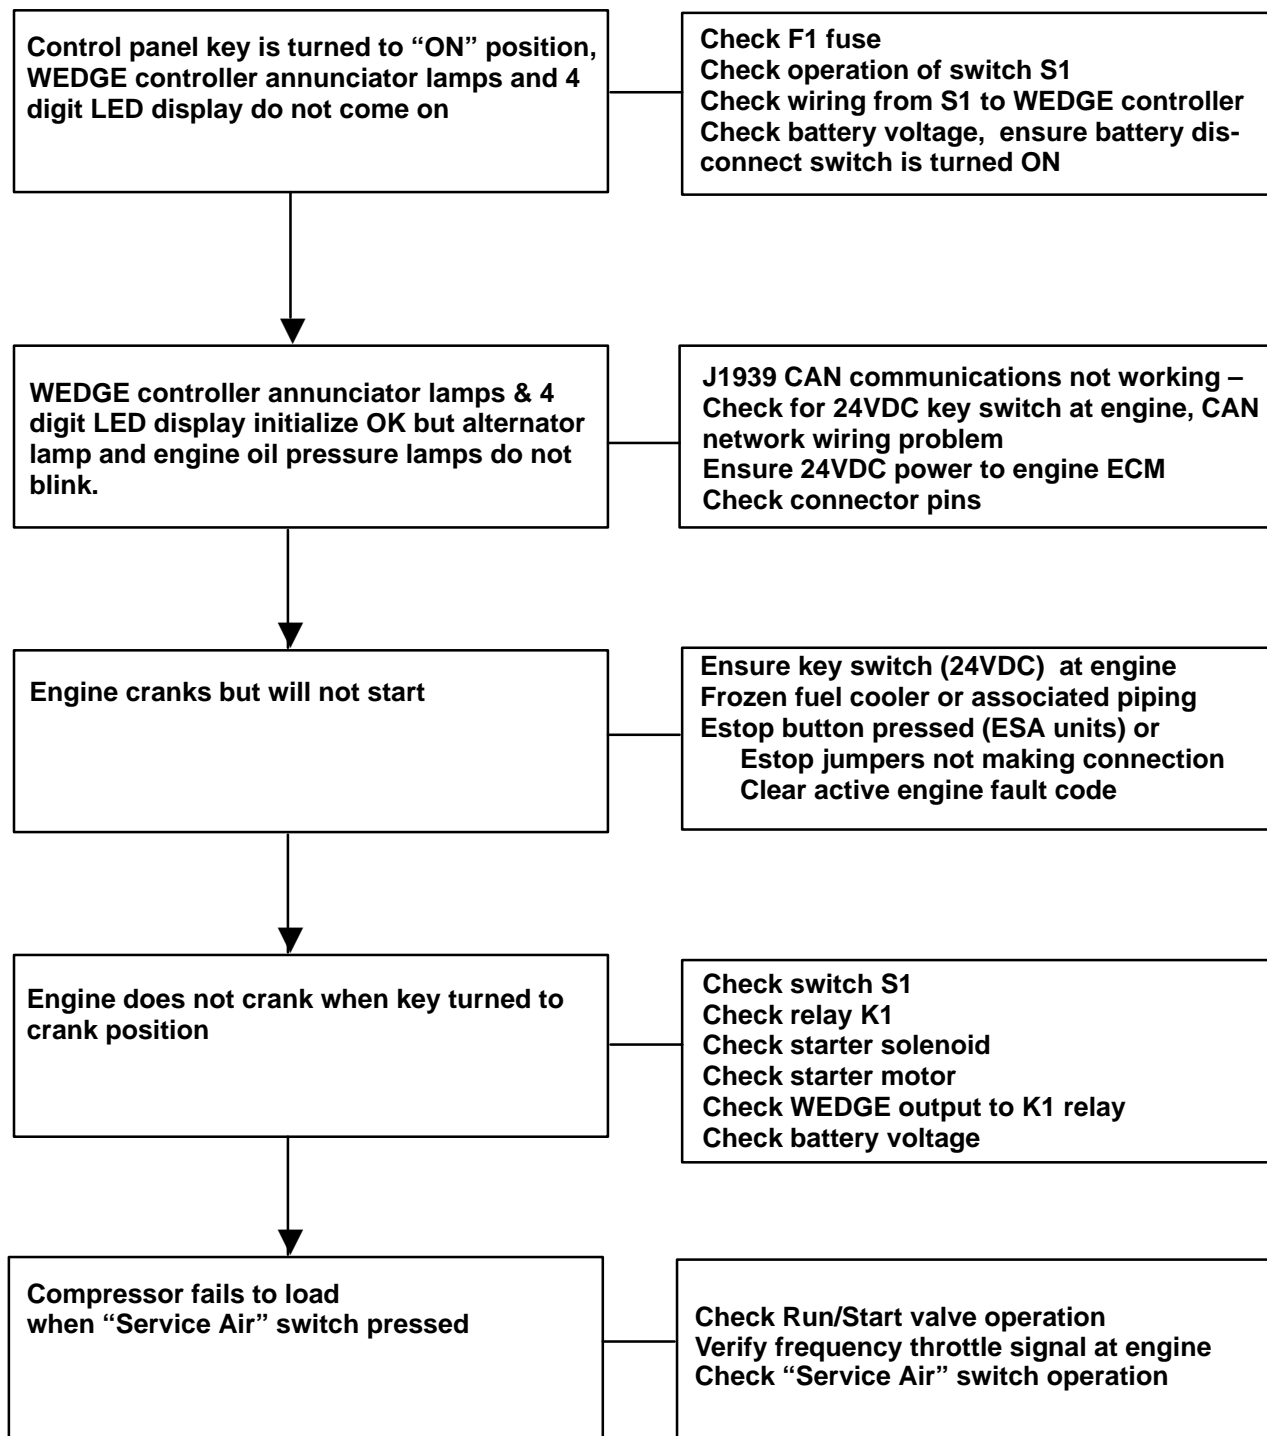 Control panel key is turned to “ON” position,
WEDGE controller annunciator lamps and 4
digit LED display do not come on
Check F1 fuse
Check operation of switch S1
Check wiring from S1 to WEDGE controller
Check battery voltage,  ensure battery dis-
connect switch is turned ON
WEDGE controller annunciator lamps & 4
digit LED display initialize OK but alternator
lamp and engine oil pressure lamps do not
blink.
J1939 CAN communications not working –
Check for 24VDC key switch at engine, CAN
network wiring problem
Ensure 24VDC power to engine ECM
Check connector pins
Engine cranks but will not start
Ensure key switch (24VDC)  at engine
Frozen fuel cooler or associated piping
Estop button pressed (ESA units) or
Estop jumpers not making connection
Clear active engine fault code
Engine does not crank when key turned to
crank position
Check switch S1
Check relay K1
Check starter solenoid
Check starter motor
Check WEDGE output to K1 relay
Check battery voltage
Compressor fails to load
when “Service Air” switch pressed
Check Run/Start valve operation
Verify frequency throttle signal at engine
Check “Service Air” switch operation